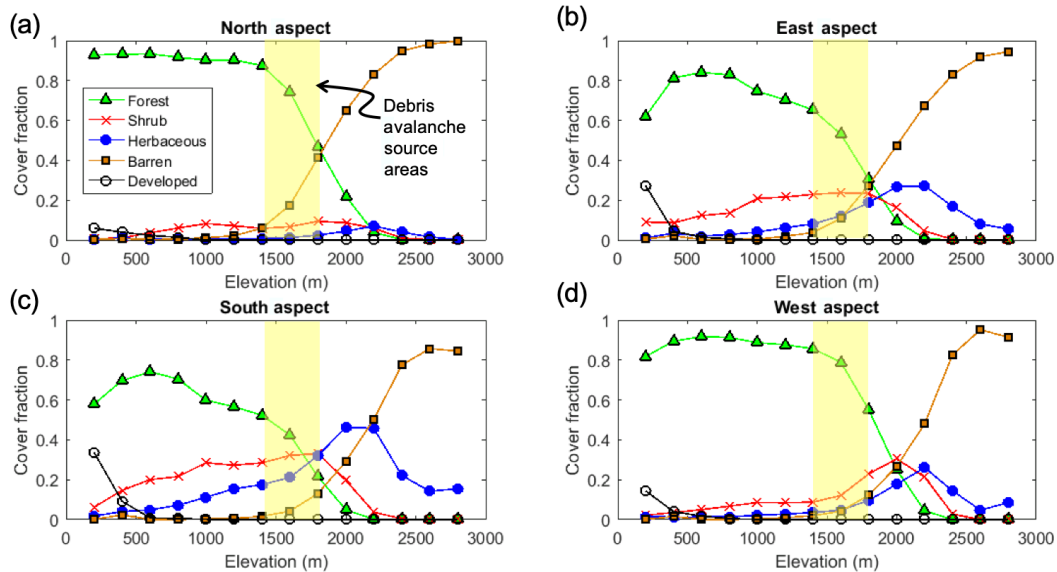 (a)
North aspect
1
0.8
0.6
0.4
0.2
0
Cover fraction
Forest
Shrub
Herbaceous
Barren
Developed
Debris
avalanche
source
areas
0 500 1000 1500 2000 2500 3000
Elevation (m)
(b)
East aspect
1
0.8
0.6
0.4
0.2
0
Cover fraction
0 500 1000 1500 2000 2500 3000
Elevation (m)
(c)
South aspect
1
0.8
0.6
0.4
0.2
0
Cover fraction
0 500 1000 1500 2000 2500 3000
Elevation (m)
(d)
West aspect
1
0.8
0.6
0.4
0.2
0
Cover fraction
0 500 1000 1500 2000 2500 3000
Elevation (m)